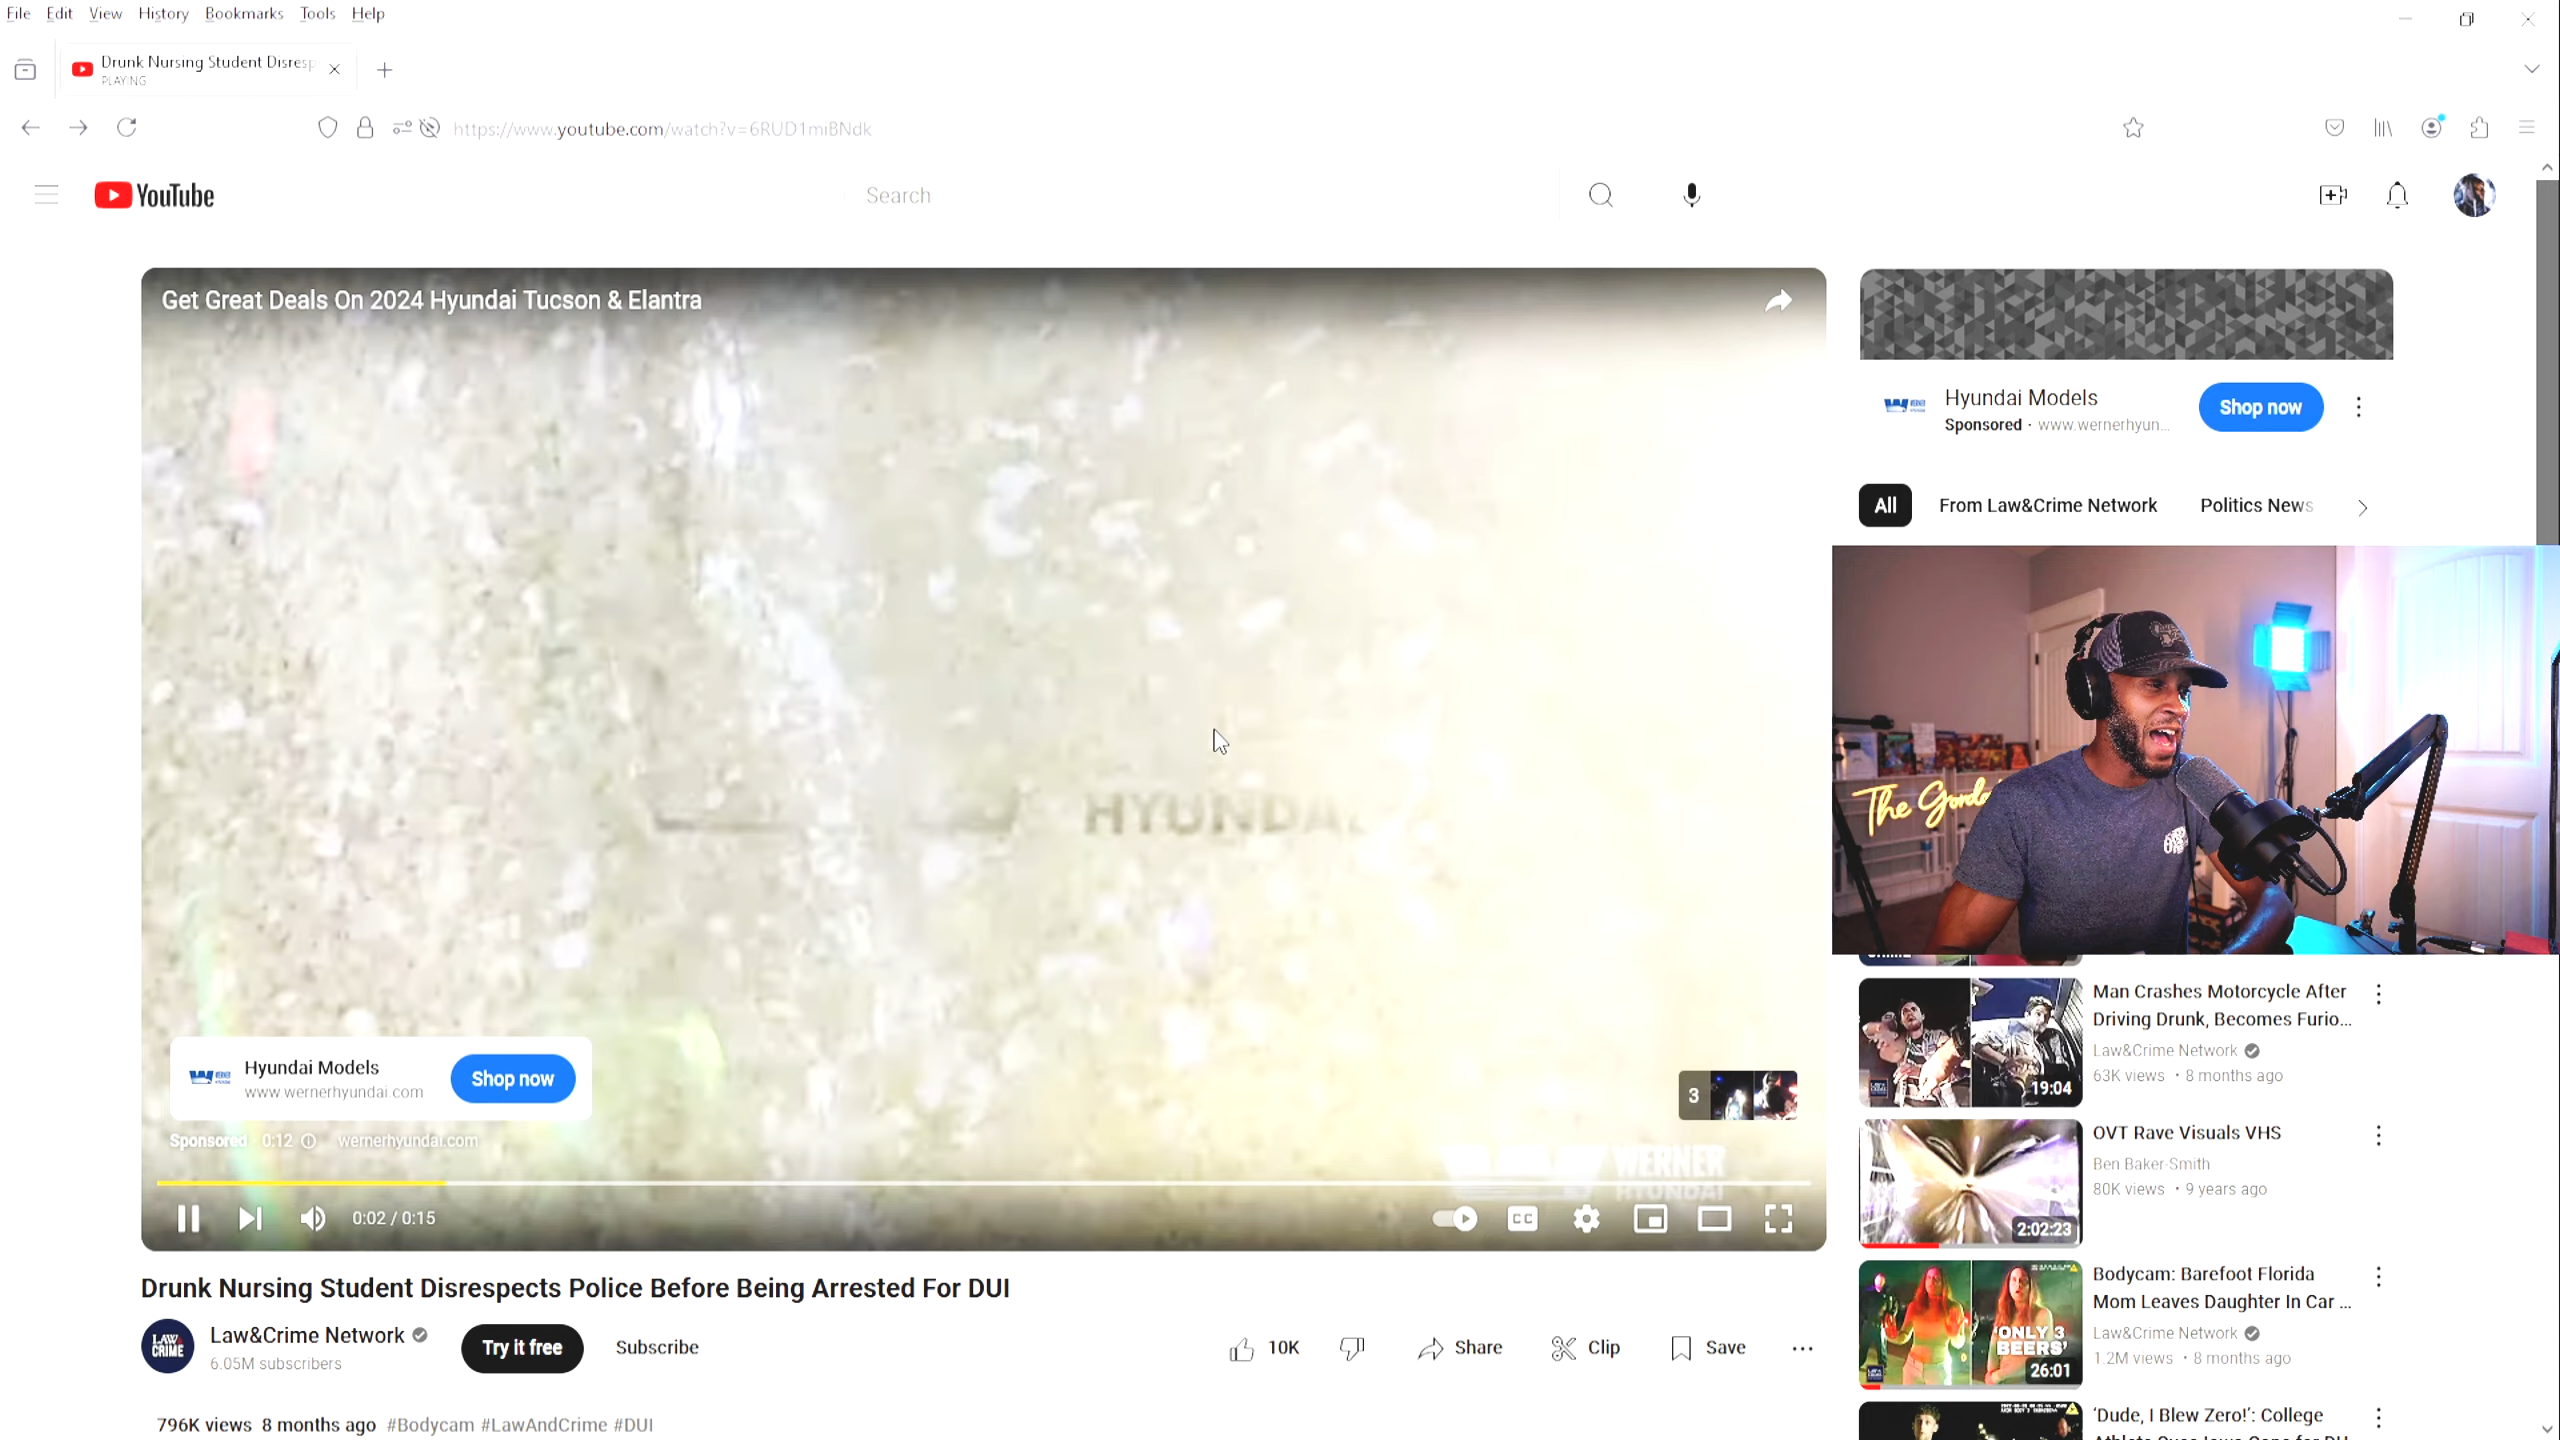 File Edit View History Bookmarks Tools Help
Drunk Nursing Student Disresp
PLAYING
https://www.youtube.com/watch?v=6RUD1miBNdk
YouTube
Search
Get Great Deals On 2024 Hyundai Tucson & Elantra
HYUNDAI
Hyundai Models
www.wernerhyundai.com
Shop now
Sponsored · 0:12 wernerhyundai.com
3
WERNER
HYUNDAI
0:02 / 0:15
CC
Drunk Nursing Student Disrespects Police Before Being Arrested For DUI
LAW&
CRIME
Law&Crime Network
6.05M subscribers
Try it free
Subscribe
10K
Share
Clip
Save
796K views 8 months ago #Bodycam #LawAndCrime #DUI
Hyundai Models
Sponsored · www.wernerhyun...
Shop now
All From Law&Crime Network Politics News
The Gorde
Man Crashes Motorcycle After
Driving Drunk, Becomes Furio...
Law&Crime Network
63K views • 8 months ago
19:04
OVT Rave Visuals VHS
Ben Baker-Smith
80K views • 9 years ago
2:02:23
Bodycam: Barefoot Florida
Mom Leaves Daughter In Car ...
Law&Crime Network
1.2M views • 8 months ago
'ONLY 3
BEERS'
26:01
'Dude, I Blew Zero!': College